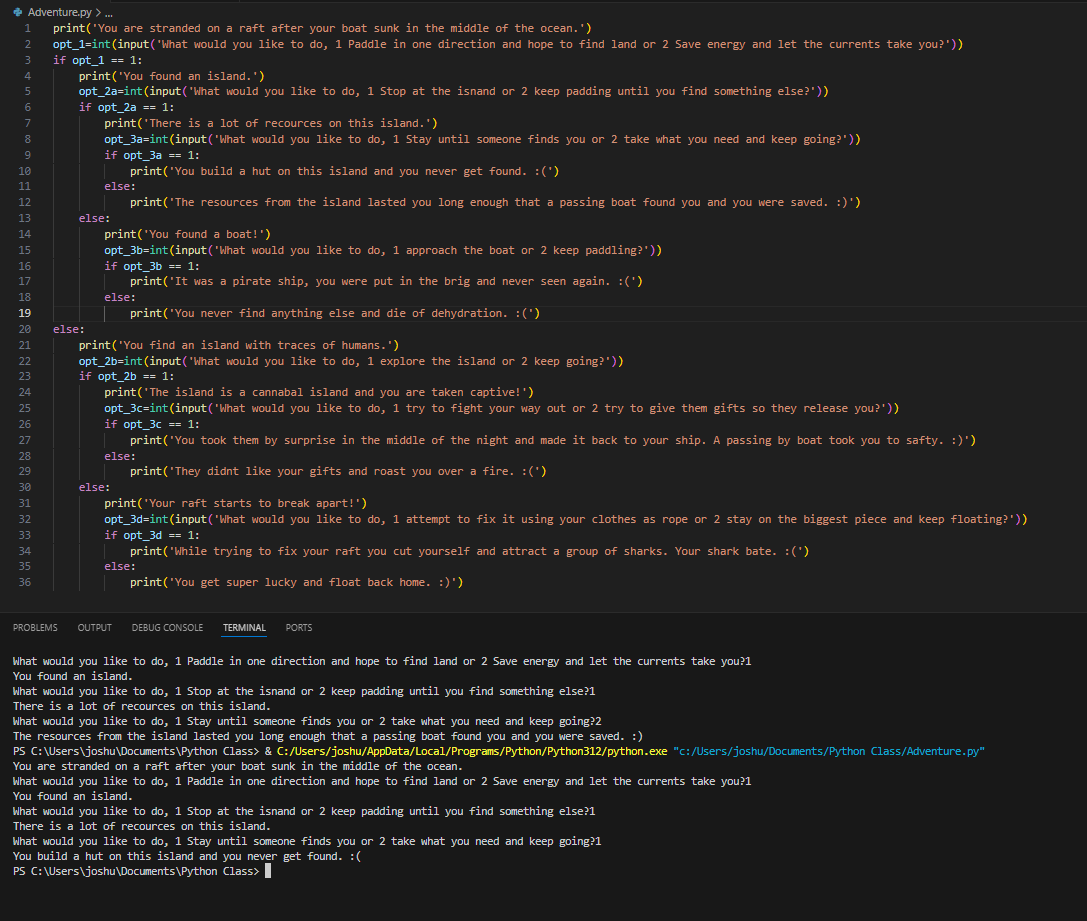 Adventure.py > ...
1 print('You are stranded on a raft after your boat sunk in the middle of the ocean.')
2 opt_1=int(input('What would you like to do, 1 Paddle in one direction and hope to find land or 2 Save energy and let the currents take you?'))
3 if opt_1 == 1:
4     print('You found an island.')
5     opt_2a=int(input('What would you like to do, 1 Stop at the isnand or 2 keep padding until you find something else?'))
6     if opt_2a == 1:
7         print('There is a lot of recources on this island.')
8         opt_3a=int(input('What would you like to do, 1 Stay until someone finds you or 2 take what you need and keep going?'))
9         if opt_3a == 1:
10             print('You build a hut on this island and you never get found. :(')
11         else:
12             print('The resources from the island lasted you long enough that a passing boat found you and you were saved. :)')
13     else:
14         print('You found a boat!')
15         opt_3b=int(input('What would you like to do, 1 approach the boat or 2 keep paddling?'))
16         if opt_3b == 1:
17             print('It was a pirate ship, you were put in the brig and never seen again. :(')
18         else:
19             print('You never find anything else and die of dehydration. :(')
20 else:
21     print('You find an island with traces of humans.')
22     opt_2b=int(input('What would you like to do, 1 explore the island or 2 keep going?'))
23     if opt_2b == 1:
24         print('The island is a cannabal island and you are taken captive!')
25         opt_3c=int(input('What would you like to do, 1 try to fight your way out or 2 try to give them gifts so they release you?'))
26         if opt_3c == 1:
27             print('You took them by surprise in the middle of the night and made it back to your ship. A passing by boat took you to safty. :)')
28         else:
29             print('They didnt like your gifts and roast you over a fire. :(')
30     else:
31         print('Your raft starts to break apart!')
32         opt_3d=int(input('What would you like to do, 1 attempt to fix it using your clothes as rope or 2 stay on the biggest piece and keep floating?'))
33         if opt_3d == 1:
34             print('While trying to fix your raft you cut yourself and attract a group of sharks. Your shark bate. :(')
35         else:
36             print('You get super lucky and float back home. :)')
PROBLEMS OUTPUT DEBUG CONSOLE TERMINAL PORTS
What would you like to do, 1 Paddle in one direction and hope to find land or 2 Save energy and let the currents take you?1
You found an island.
What would you like to do, 1 Stop at the isnand or 2 keep padding until you find something else?1
There is a lot of recources on this island.
What would you like to do, 1 Stay until someone finds you or 2 take what you need and keep going?2
The resources from the island lasted you long enough that a passing boat found you and you were saved. :)
PS C:\Users\joshu\Documents\Python Class> & C:/Users/joshu/AppData/Local/Programs/Python/Python312/python.exe "c:/Users/joshu/Documents/Python Class/Adventure.py"
You are stranded on a raft after your boat sunk in the middle of the ocean.
What would you like to do, 1 Paddle in one direction and hope to find land or 2 Save energy and let the currents take you?1
You found an island.
What would you like to do, 1 Stop at the isnand or 2 keep padding until you find something else?1
There is a lot of recources on this island.
What would you like to do, 1 Stay until someone finds you or 2 take what you need and keep going?1
You build a hut on this island and you never get found. :(
PS C:\Users\joshu\Documents\Python Class>